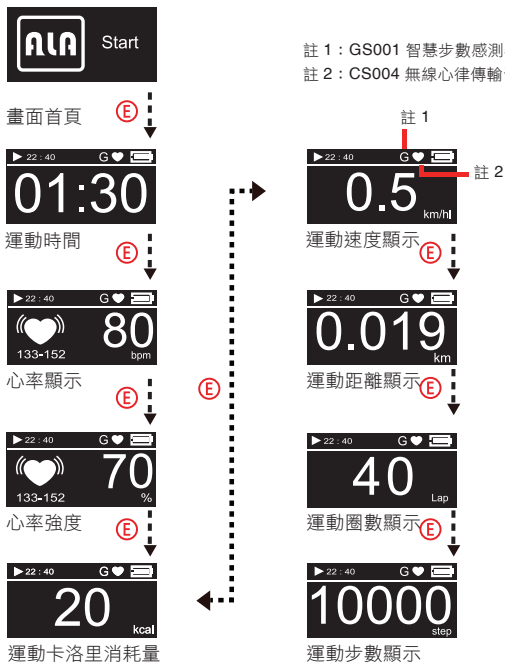 ALA Start
畫面首頁
E
22:40 G
01:30
運動時間
E
22:40 G
133-152 80 bpm
心率顯示
E
22:40 G
133-152 70 %
心率強度
E
22:40 G
20 kcal
運動卡洛里消耗量
E
註 1：GS001 智慧步數感測
註 2：CS004 無線心律傳輸
註 1
22:40 G
註 2
0.5 km/hl
運動速度顯示
E
22:40 G
0.019 km
運動距離顯示
E
22:40 G
40 Lap
運動圈數顯示
E
22:40 G
10000 step
運動步數顯示